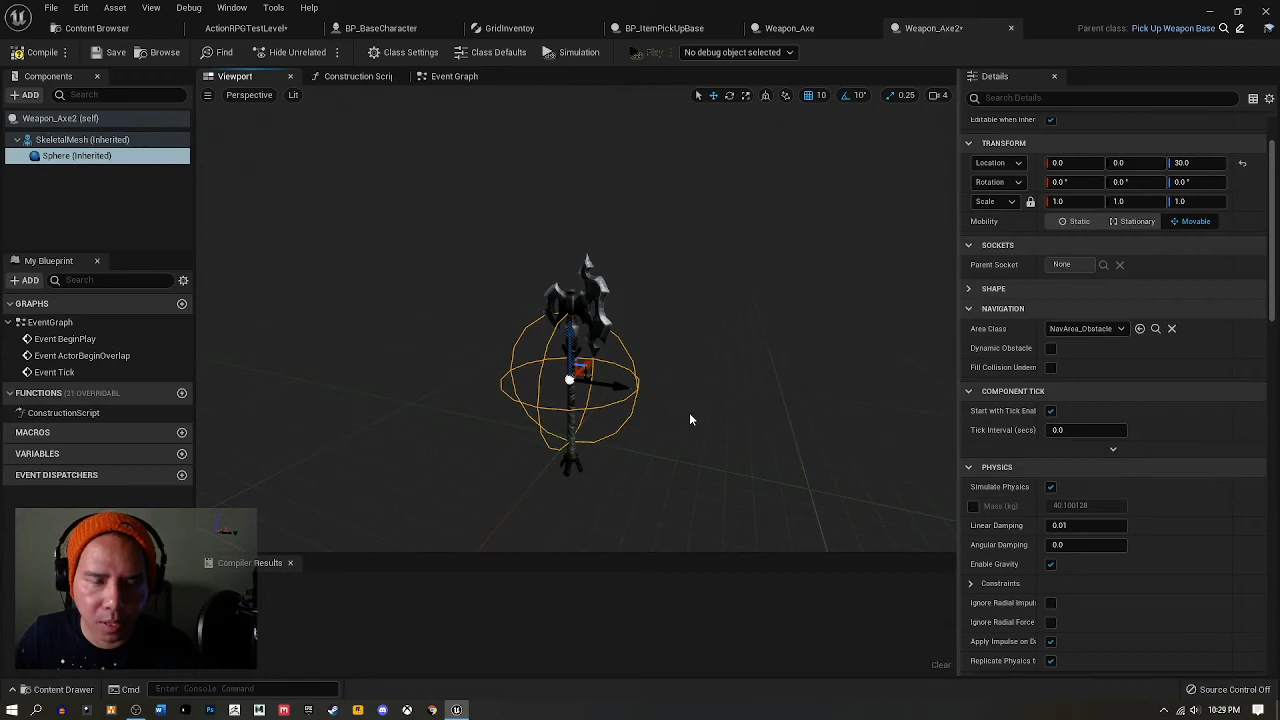 File Edit Asset View Debug Window Tools Help
Content Browser
ActionRPGTestLevel*
BP_BaseCharacter
GridInventory
BP_ItemPickUpBase
Weapon_Axe
Weapon_Axe2*
Parent class: Pick Up Weapon Base
Compile
Save
Browse
Find
Hide Unrelated
Class Settings
Class Defaults
Simulation
Play
No debug object selected
Components
ADD
Search
Weapon_Axe2 (self)
SkeletalMesh (Inherited)
Sphere (Inherited)
My Blueprint
ADD
Search
GRAPHS
EventGraph
Event BeginPlay
Event ActorBeginOverlap
Event Tick
FUNCTIONS (21 OVERRIDABL
ConstructionScript
MACROS
VARIABLES
EVENT DISPATCHERS
Viewport
Construction Scrip
Event Graph
Perspective
Lit
10
10°
0.25
4
Compiler Results
Clear
Details
Search Details
Editable when Inher
TRANSFORM
Location 0.0 0.0 30.0
Rotation 0.0 ° 0.0 ° 0.0 °
Scale 1.0 1.0 1.0
Mobility Static Stationary Movable
SOCKETS
Parent Socket None
SHAPE
NAVIGATION
Area Class NavArea_Obstacle
Dynamic Obstacle
Fill Collision Undern
COMPONENT TICK
Start with Tick Enal
Tick Interval (secs) 0.0
PHYSICS
Simulate Physics
Mass (kg) 40.100128
Linear Damping 0.01
Angular Damping 0.0
Enable Gravity
Constraints
Ignore Radial Impul
Ignore Radial Force
Apply Impulse on Da
Replicate Physics t
Content Drawer
Cmd
Enter Console Command
Source Control Off
10:29 PM